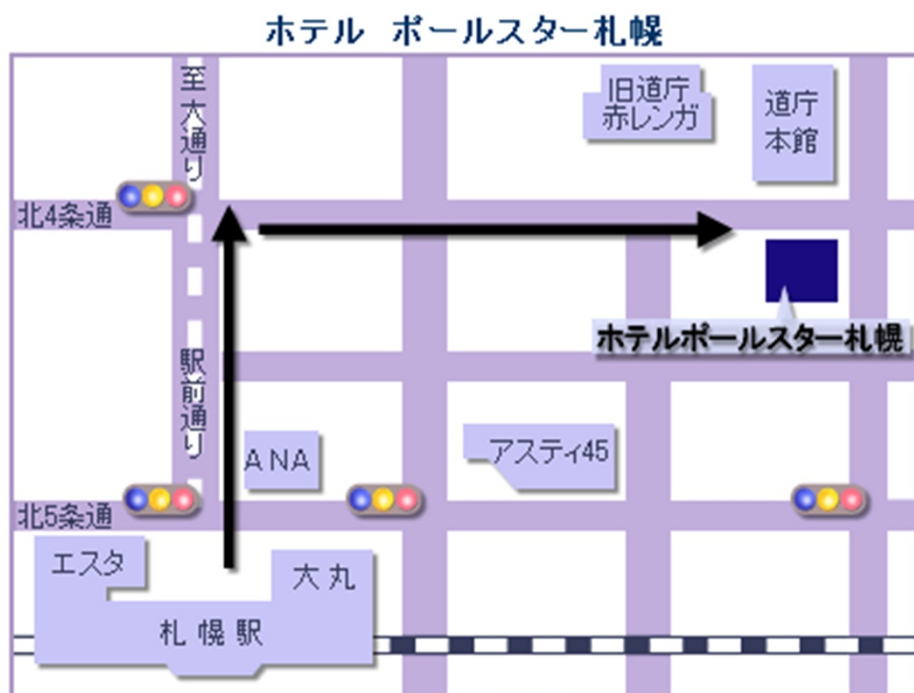 ホテル ポールスター札幌
至大通り
旧道庁
赤レンガ
道庁
本館
北4条通
ホテルポールスター札幌
駅前通り
ANA
アスティ45
北5条通
エスタ
大丸
札幌駅